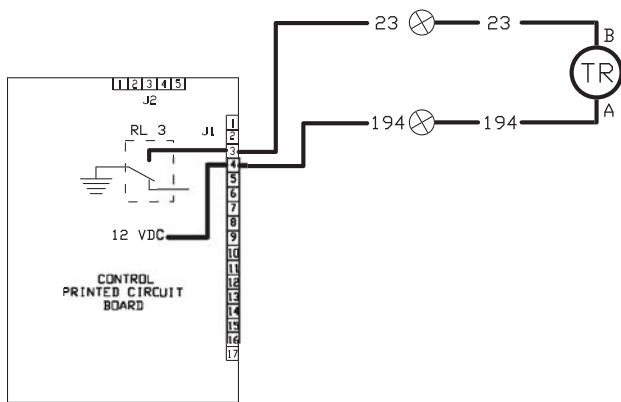 23 23
B
TR
A
194 194
1 2 3 4 5
J2
RL 3
J1
1
2
3
4
5
6
7
8
9
10
11
12
13
14
15
16
17
12 VDC
CONTROL
PRINTED CIRCUIT
BOARD